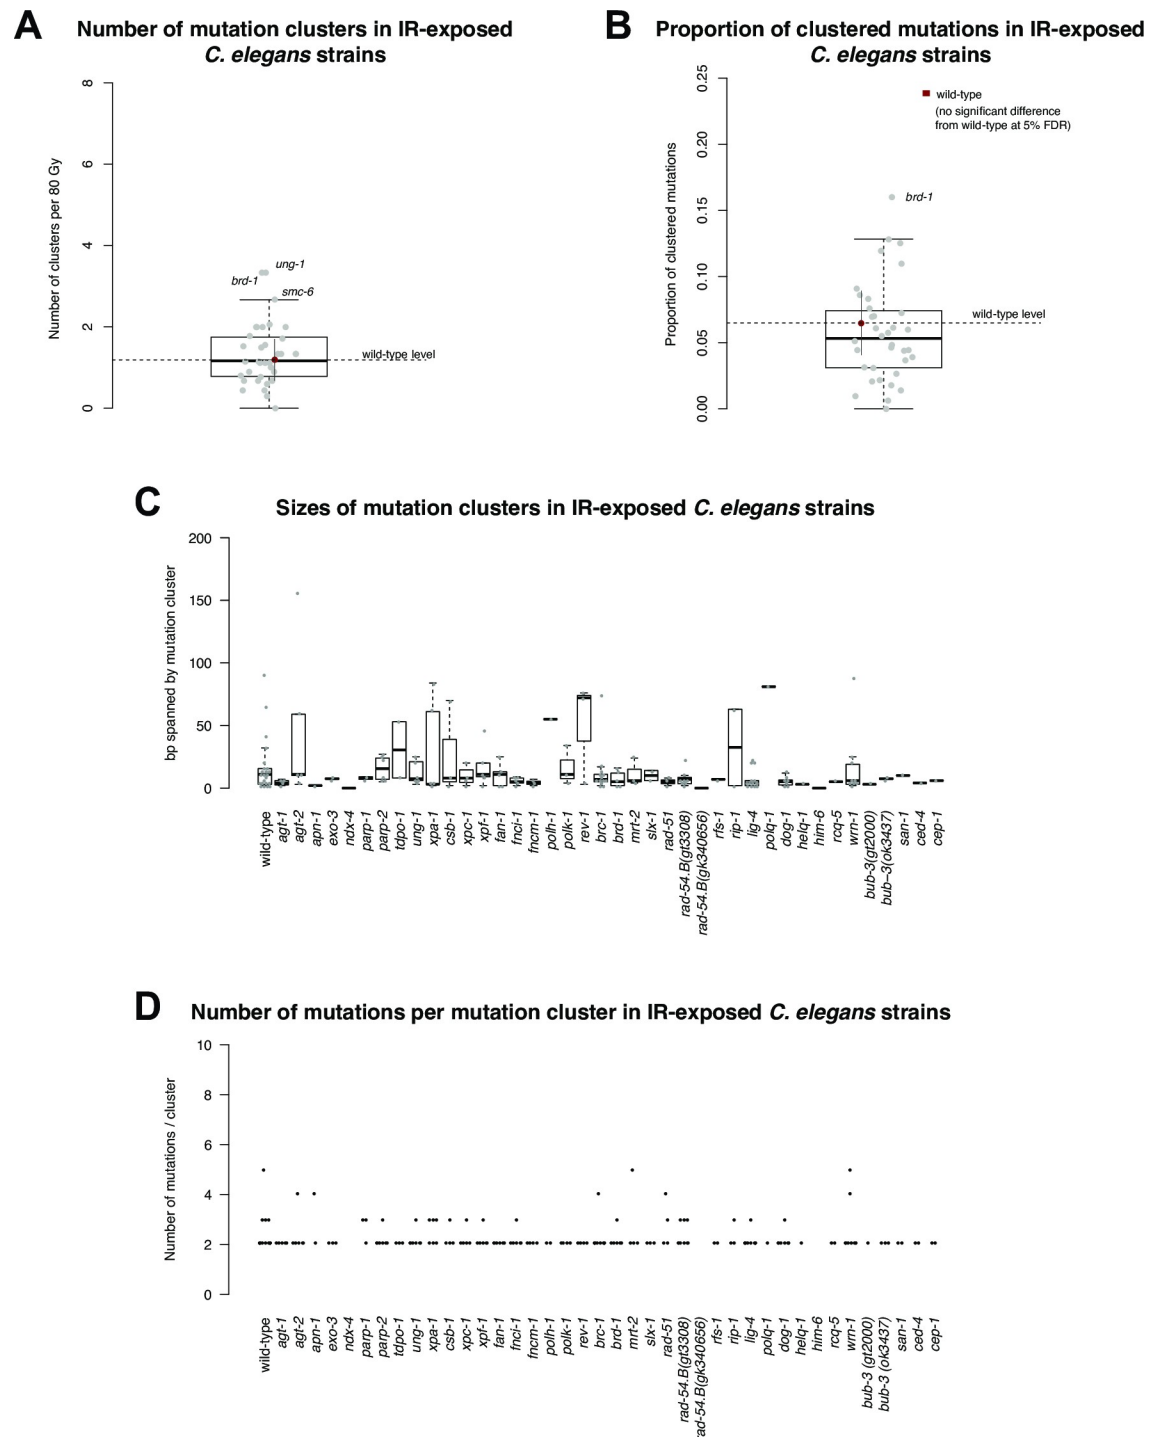 A
Number of mutation clusters in IR-exposed
C. elegans strains
Number of clusters per 80 Gy
8
6
4
2
0
ung-1
brd-1
smc-6
wild-type level
B
Proportion of clustered mutations in IR-exposed
C. elegans strains
Proportion of clustered mutations
0.25
0.20
0.15
0.10
0.05
0.00
wild-type
(no significant difference
from wild-type at 5% FDR)
brd-1
wild-type level
C
Sizes of mutation clusters in IR-exposed C. elegans strains
bp spanned by mutation cluster
200
150
100
50
0
wild-type
agt-1
agt-2
apn-1
exo-3
ndx-4
parp-1
parp-2
tdpo-1
ung-1
xpa-1
csb-1
xpc-1
xpf-1
fan-1
fnci-1
fncm-1
polh-1
polk-1
rev-1
brc-1
brd-1
mrt-2
slx-1
rad-51
rad-54.B(gt3308)
rad-54.B(gk340656)
rfs-1
rip-1
lig-4
polq-1
dog-1
helq-1
him-6
rcq-5
wrn-1
bub-3(gt2000)
bub–3(ok3437)
san-1
ced-4
cep-1
D
Number of mutations per mutation cluster in IR-exposed C. elegans strains
Number of mutations / cluster
10
8
6
4
2
0
wild-type
agt-1
agt-2
apn-1
exo-3
ndx-4
parp-1
parp-2
tdpo-1
ung-1
xpa-1
csb-1
xpc-1
xpf-1
fan-1
fnci-1
fncm-1
polh-1
polk-1
rev-1
brc-1
brd-1
mrt-2
slx-1
rad-51
rad-54.B(gt3308)
rad-54.B(gk340656)
rfs-1
rip-1
lig-4
polq-1
dog-1
helq-1
him-6
rcq-5
wrn-1
bub-3 (gt2000)
bub-3 (ok3437)
san-1
ced-4
cep-1